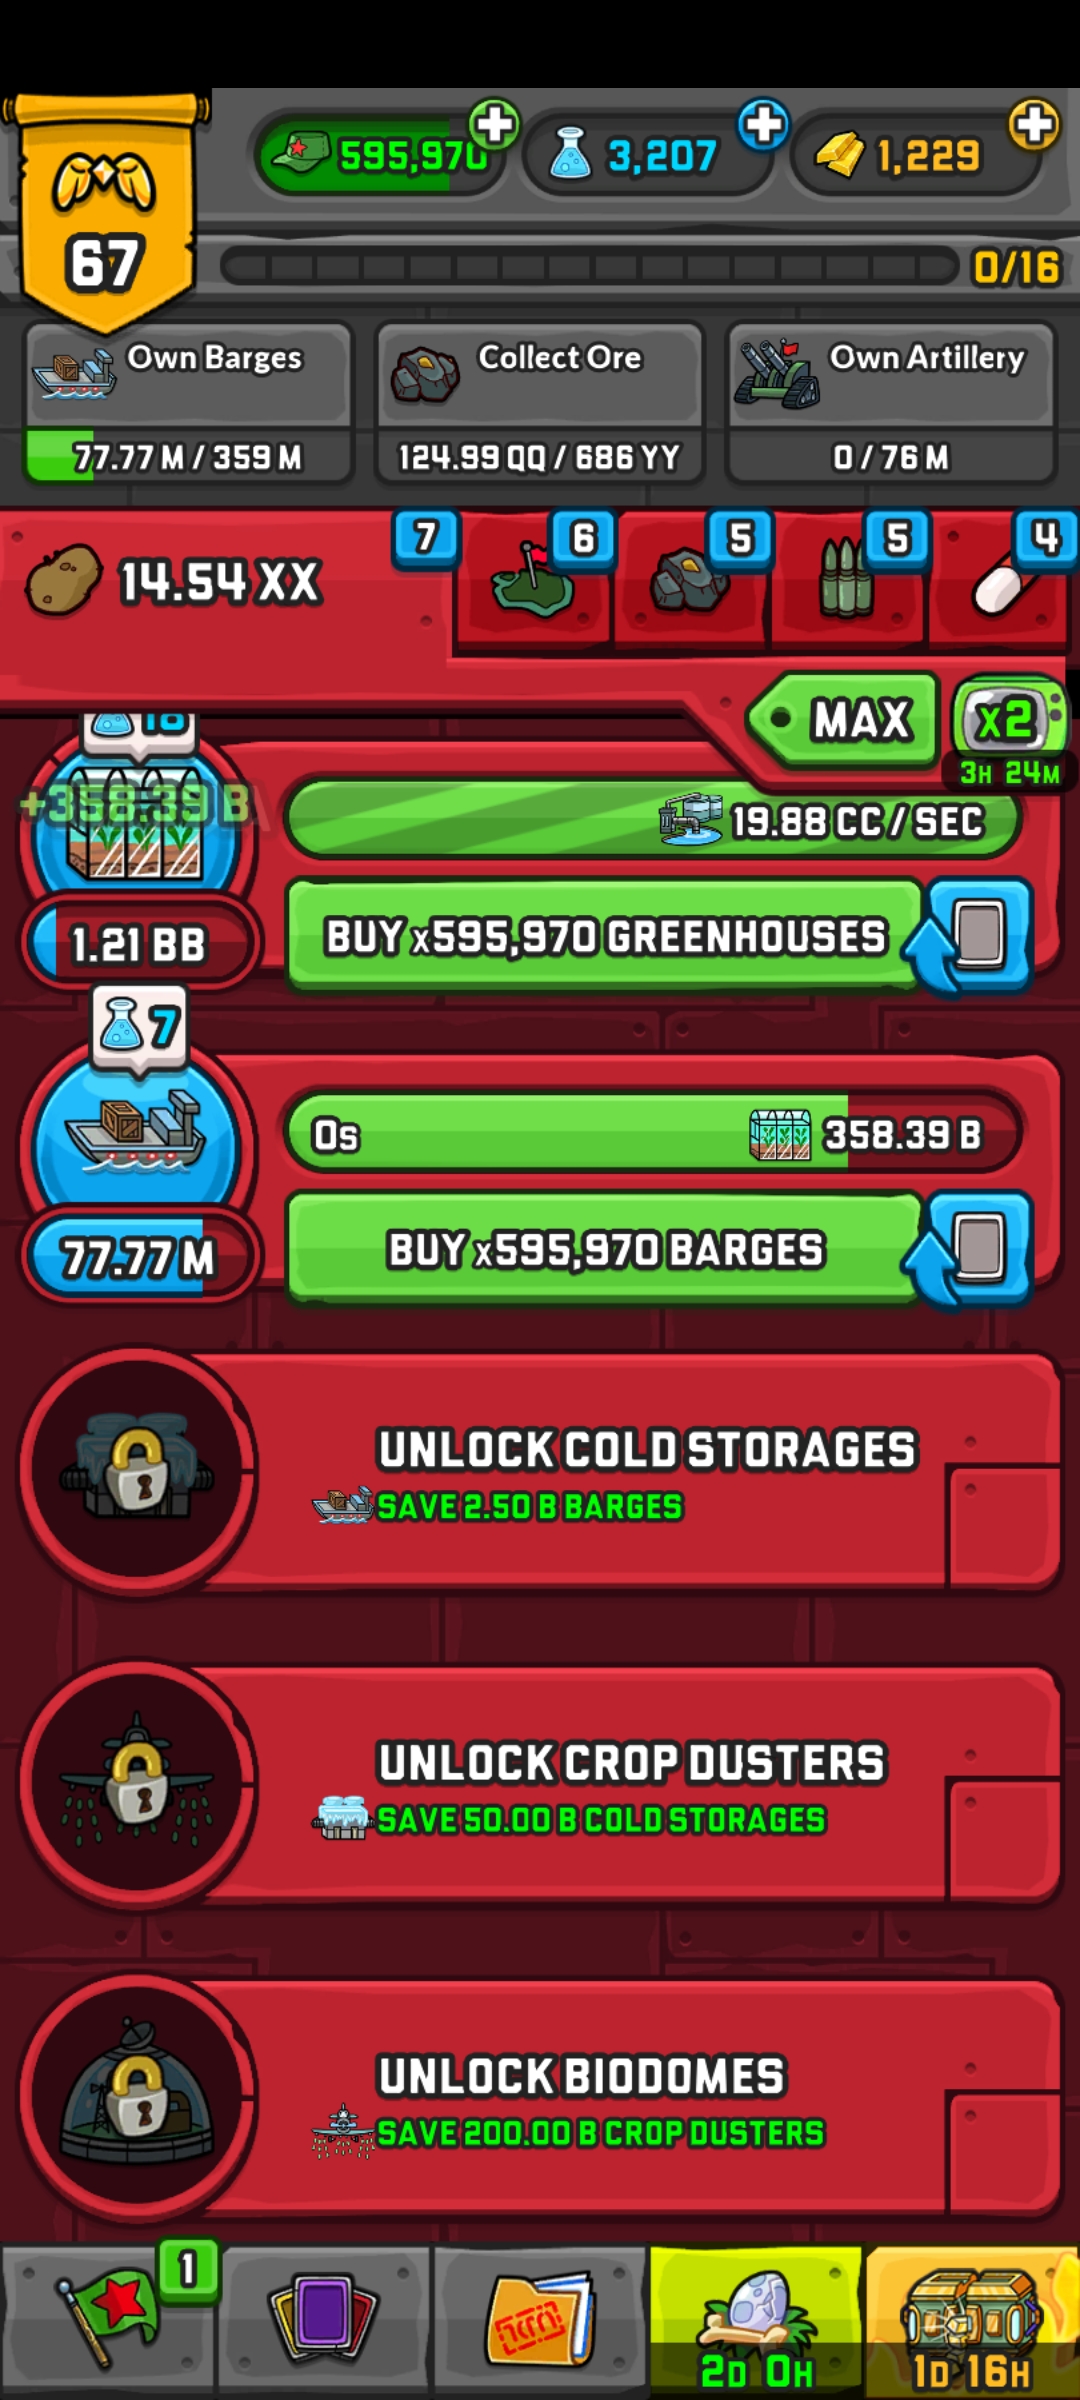 595,970
3,207
1,229
67
0/16
Own Barges
77.77 M / 359 M
Collect Ore
124.99 QQ / 686 YY
Own Artillery
0 / 76 M
14.54 XX
7
6
5
5
4
MAX
x2
3H 24M
18
+358.39 B
19.88 CC / SEC
1.21 BB
BUY x595,970 GREENHOUSES
7
0s
358.39 B
77.77 M
BUY x595,970 BARGES
UNLOCK COLD STORAGES
SAVE 2.50 B BARGES
UNLOCK CROP DUSTERS
SAVE 50.00 B COLD STORAGES
UNLOCK BIODOMES
SAVE 200.00 B CROP DUSTERS
1
2D 0H
1D 16H